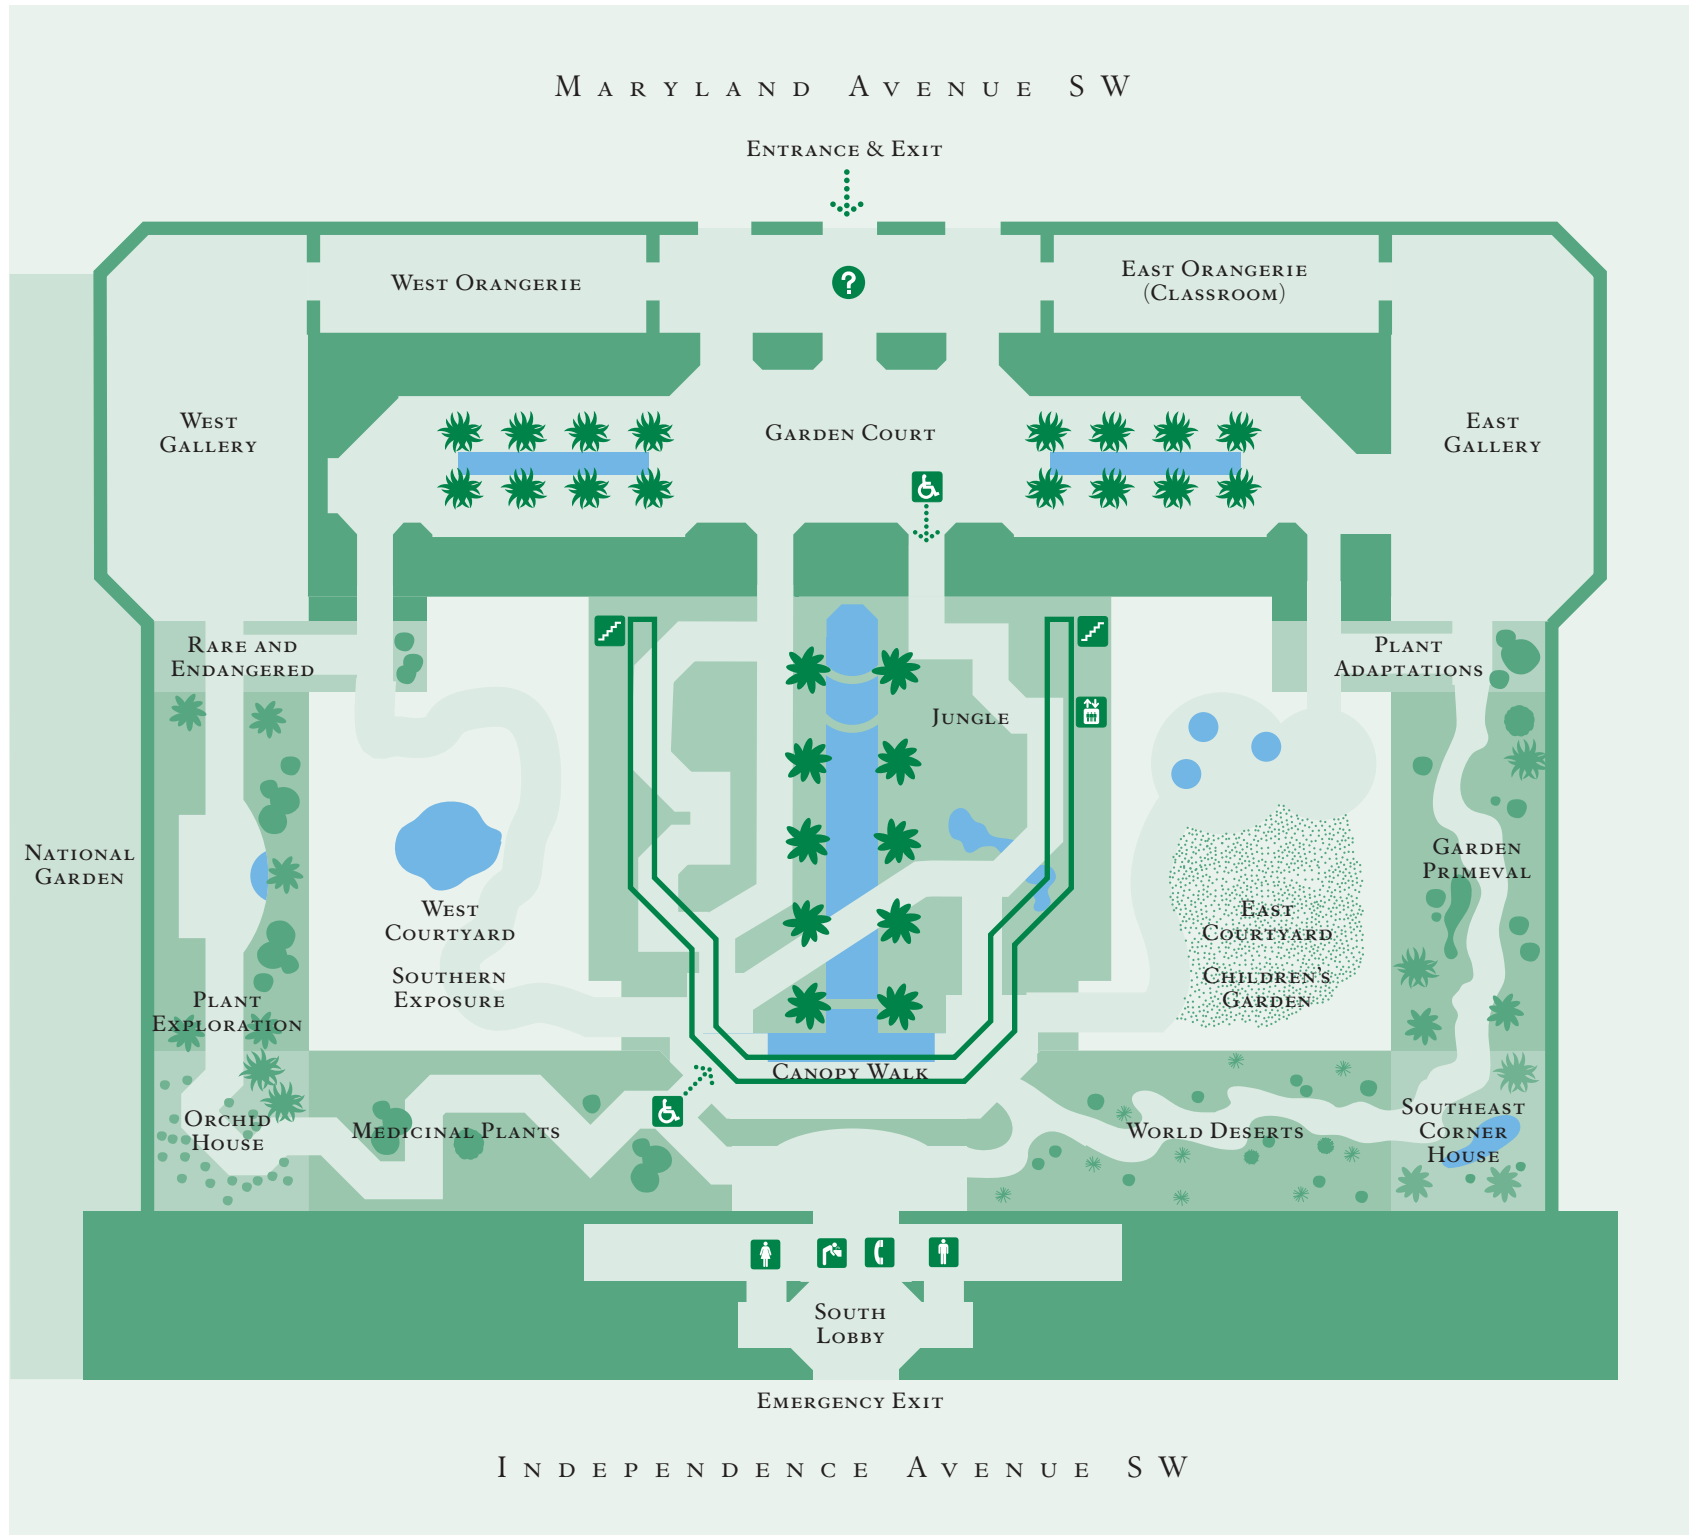 Maryland Avenue SW
Entrance & Exit
?
West Orangerie
East Orangerie
(Classroom)
West
Gallery
Garden Court
East
Gallery
Rare and
Endangered
Plant
Adaptations
Jungle
National
Garden
Garden
Primeval
West
Courtyard
Southern
Exposure
East
Courtyard
Children's
Garden
Plant
Exploration
Canopy Walk
Orchid
House
Medicinal Plants
World Deserts
Southeast
Corner
House
South
Lobby
Emergency Exit
Independence Avenue SW